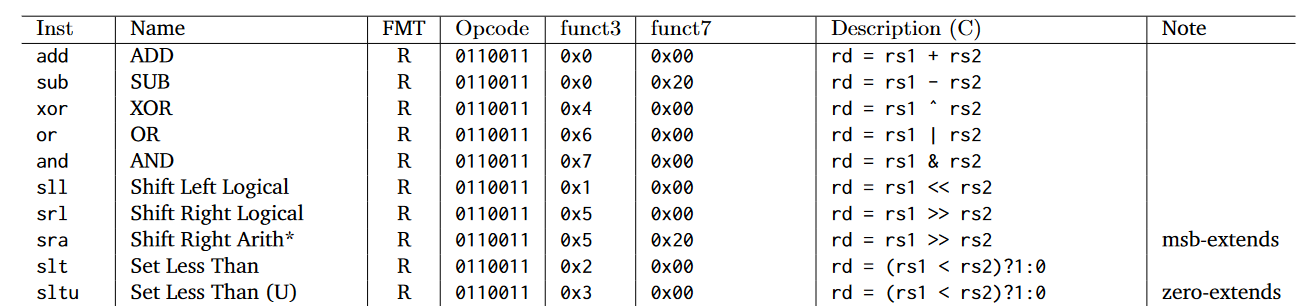 Inst Name FMT Opcode funct3 funct7 Description (C) Note
add ADD R 0110011 0x0 0x00 rd = rs1 + rs2
sub SUB R 0110011 0x0 0x20 rd = rs1 - rs2
xor XOR R 0110011 0x4 0x00 rd = rs1 ^ rs2
or OR R 0110011 0x6 0x00 rd = rs1 | rs2
and AND R 0110011 0x7 0x00 rd = rs1 & rs2
sll Shift Left Logical R 0110011 0x1 0x00 rd = rs1 << rs2
srl Shift Right Logical R 0110011 0x5 0x00 rd = rs1 >> rs2
sra Shift Right Arith* R 0110011 0x5 0x20 rd = rs1 >> rs2 msb-extends
slt Set Less Than R 0110011 0x2 0x00 rd = (rs1 < rs2)?1:0
sltu Set Less Than (U) R 0110011 0x3 0x00 rd = (rs1 < rs2)?1:0 zero-extends